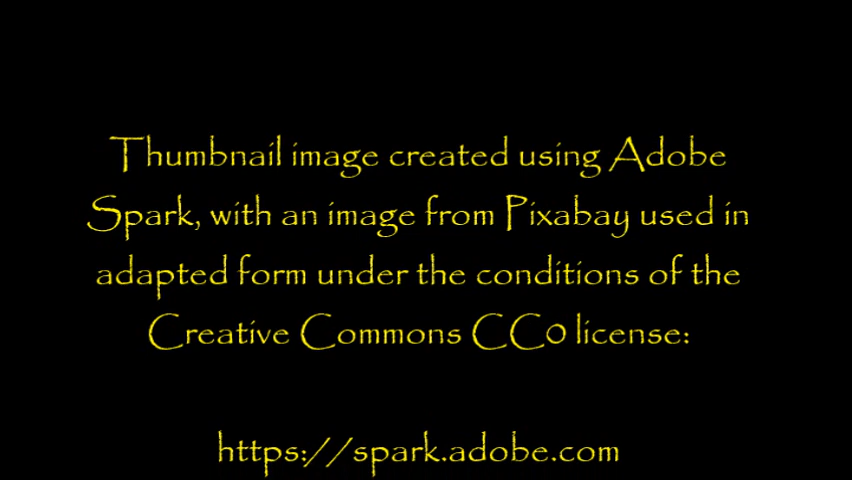 Thumbnail image created using Adobe
Spark, with an image from Pixabay used in
adapted form under the conditions of the
Creative Commons CC0 license:
https://spark.adobe.com